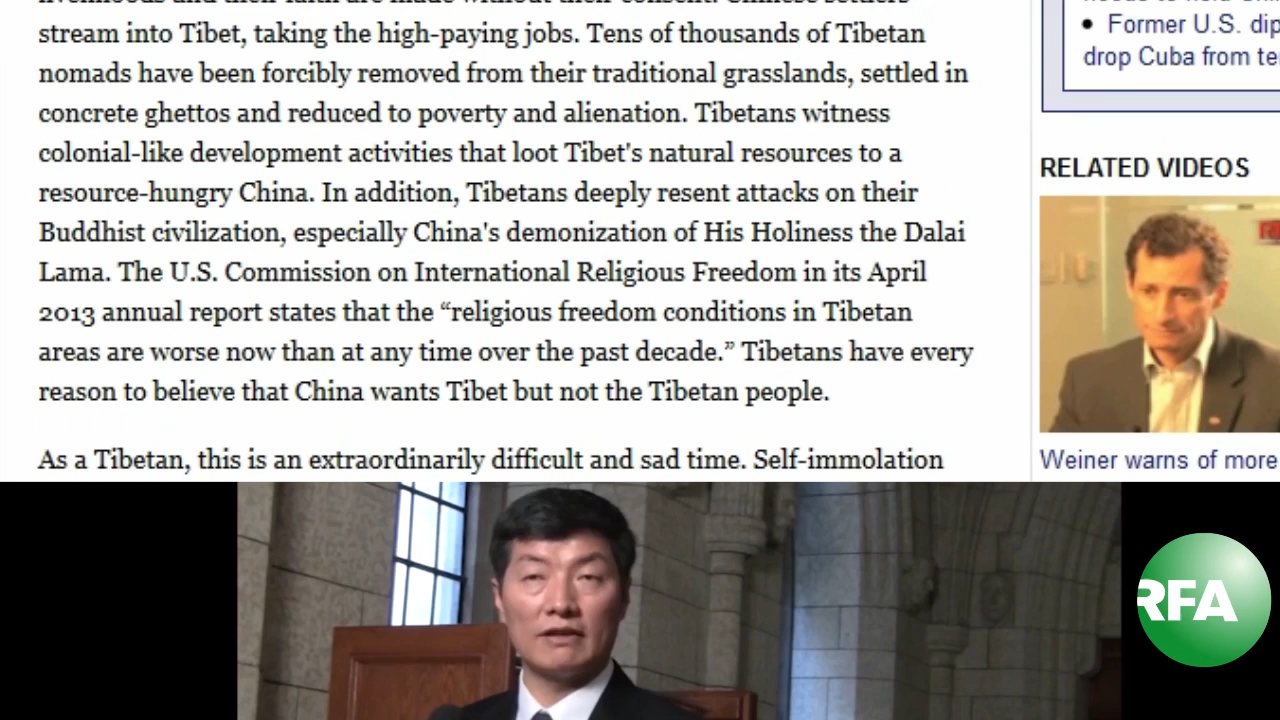 stream into Tibet, taking the high-paying jobs. Tens of thousands of Tibetan
nomads have been forcibly removed from their traditional grasslands, settled in
concrete ghettos and reduced to poverty and alienation. Tibetans witness
colonial-like development activities that loot Tibet's natural resources to a
resource-hungry China. In addition, Tibetans deeply resent attacks on their
Buddhist civilization, especially China's demonization of His Holiness the Dalai
Lama. The U.S. Commission on International Religious Freedom in its April
2013 annual report states that the “religious freedom conditions in Tibetan
areas are worse now than at any time over the past decade.” Tibetans have every
reason to believe that China wants Tibet but not the Tibetan people.
As a Tibetan, this is an extraordinarily difficult and sad time. Self-immolation
• Former U.S. dip
drop Cuba from te
RELATED VIDEOS
Weiner warns of more
RFA